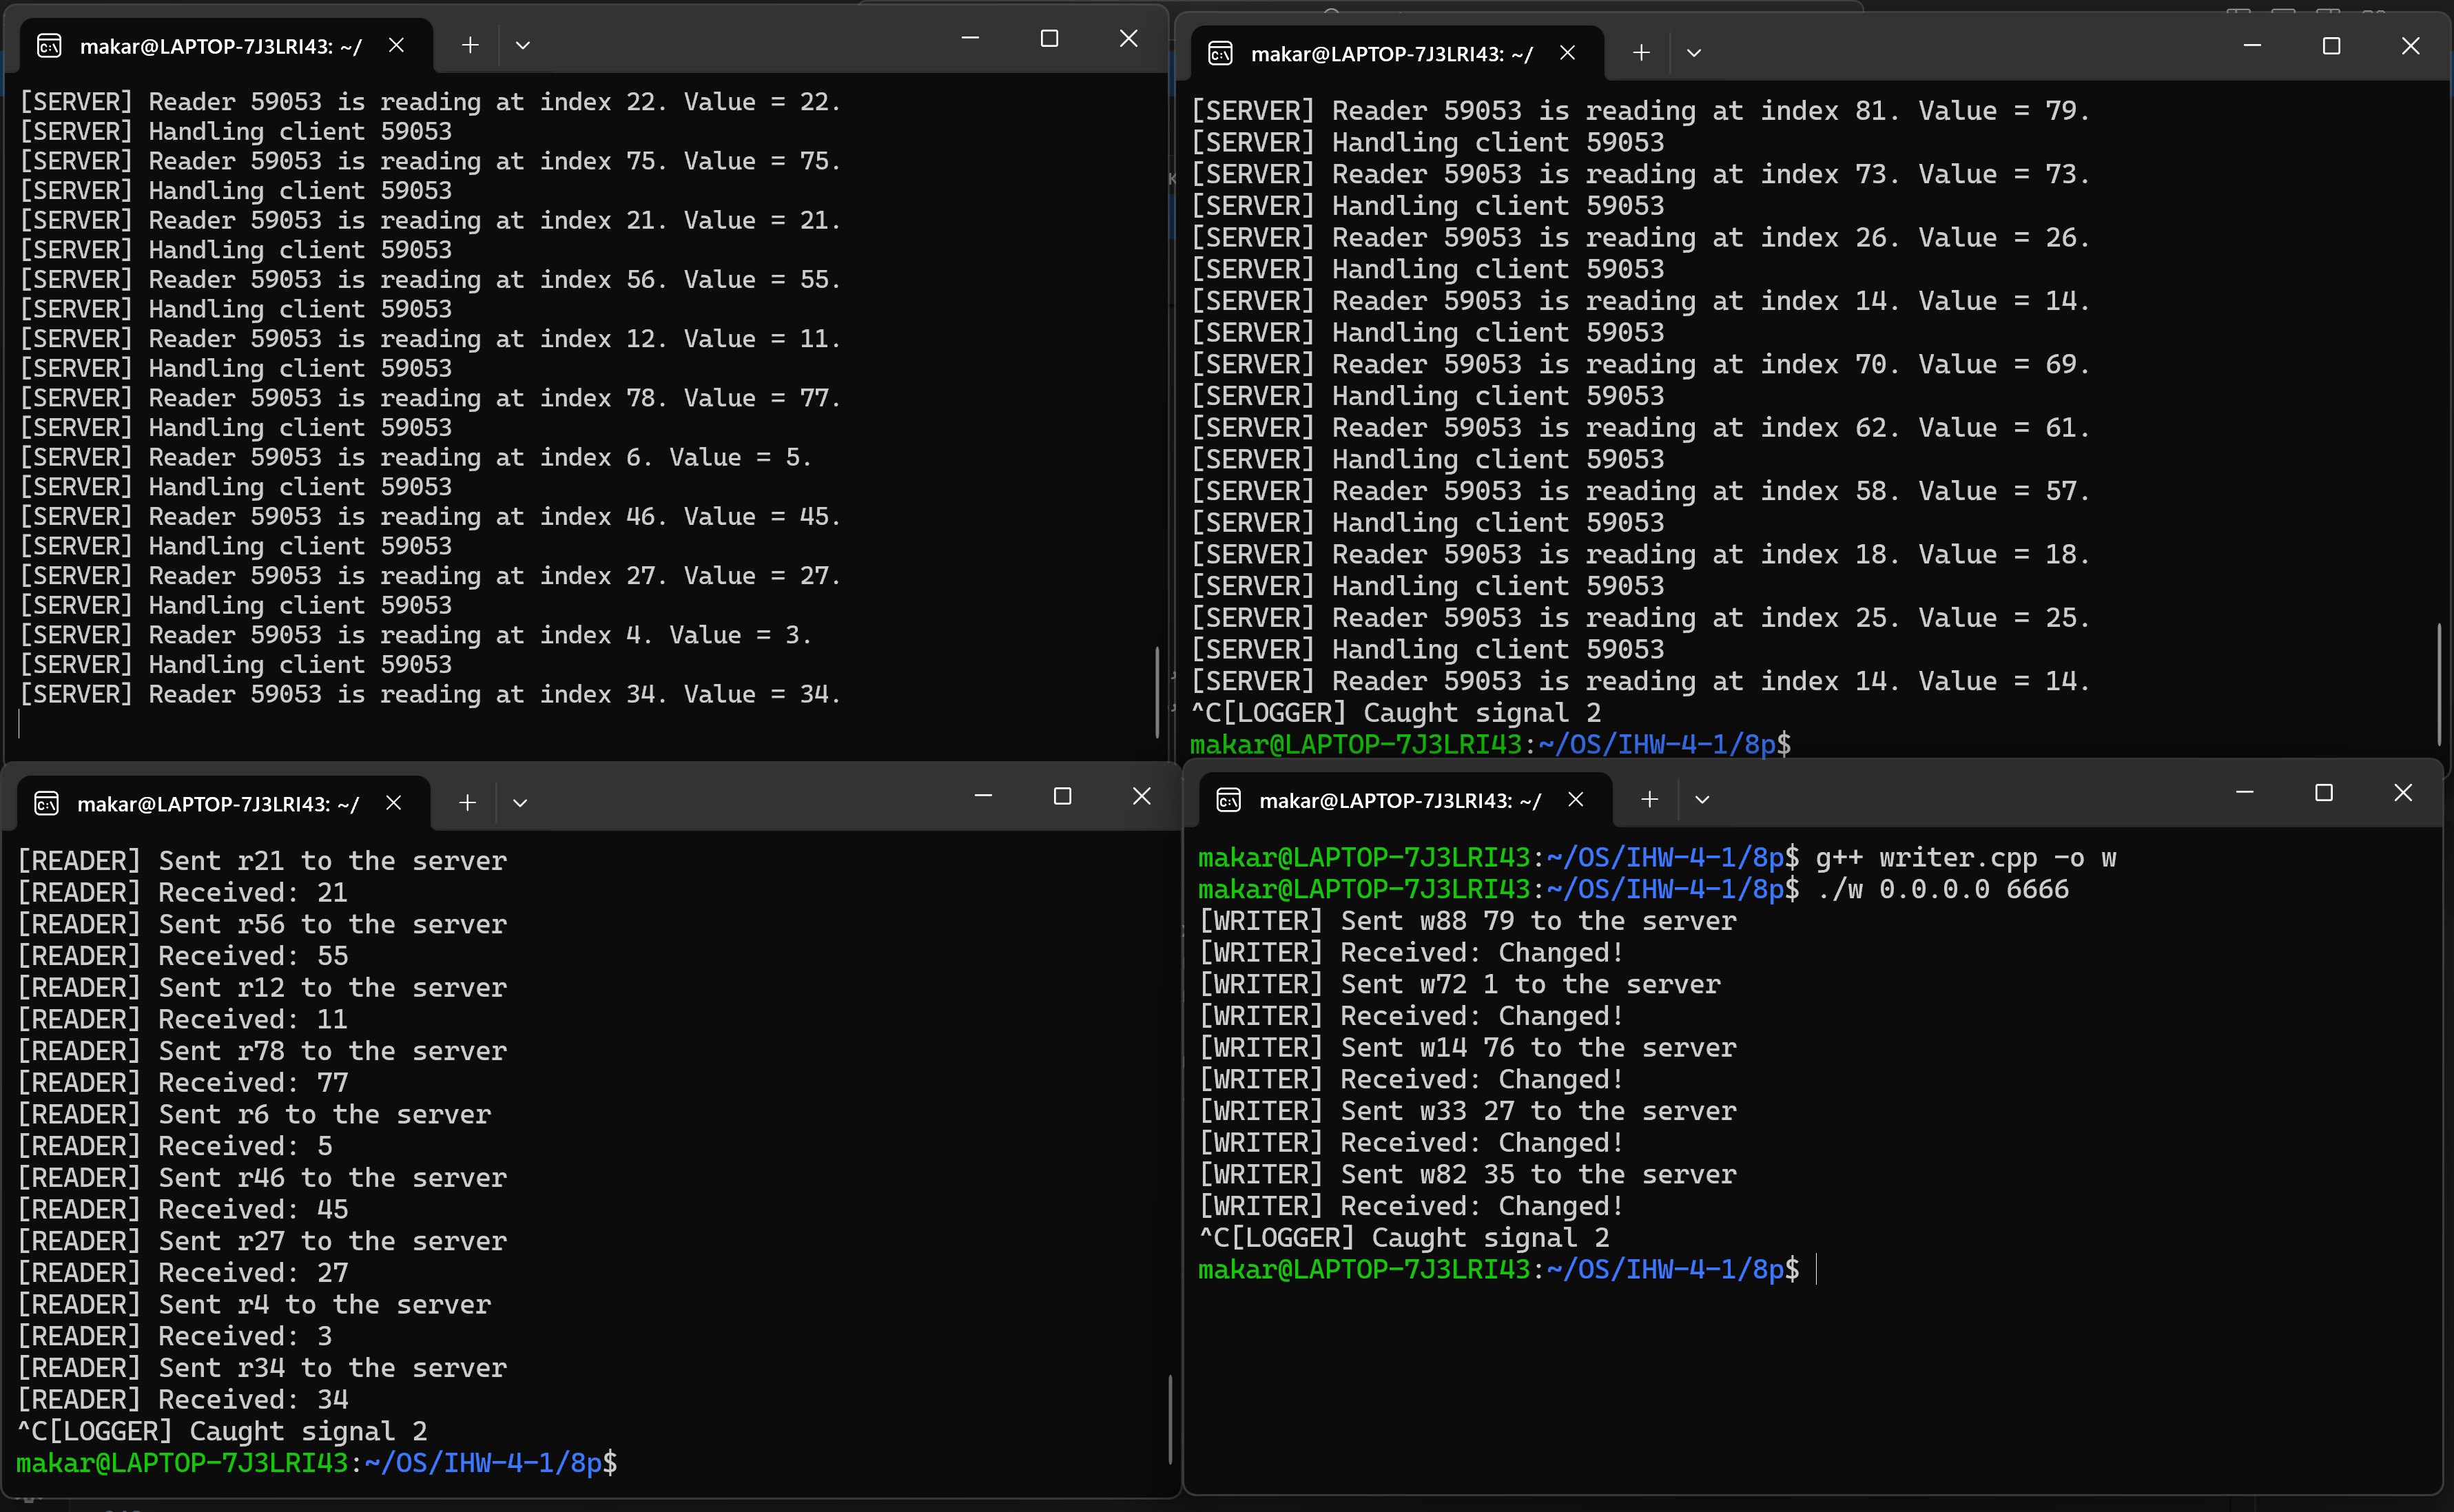 makar@LAPTOP-7J3LRI43: ~/
[SERVER] Reader 59053 is reading at index 22. Value = 22.
[SERVER] Handling client 59053
[SERVER] Reader 59053 is reading at index 75. Value = 75.
[SERVER] Handling client 59053
[SERVER] Reader 59053 is reading at index 21. Value = 21.
[SERVER] Handling client 59053
[SERVER] Reader 59053 is reading at index 56. Value = 55.
[SERVER] Handling client 59053
[SERVER] Reader 59053 is reading at index 12. Value = 11.
[SERVER] Handling client 59053
[SERVER] Reader 59053 is reading at index 78. Value = 77.
[SERVER] Handling client 59053
[SERVER] Reader 59053 is reading at index 6. Value = 5.
[SERVER] Handling client 59053
[SERVER] Reader 59053 is reading at index 46. Value = 45.
[SERVER] Handling client 59053
[SERVER] Reader 59053 is reading at index 27. Value = 27.
[SERVER] Handling client 59053
[SERVER] Reader 59053 is reading at index 4. Value = 3.
[SERVER] Handling client 59053
[SERVER] Reader 59053 is reading at index 34. Value = 34.
makar@LAPTOP-7J3LRI43: ~/
[SERVER] Reader 59053 is reading at index 81. Value = 79.
[SERVER] Handling client 59053
[SERVER] Reader 59053 is reading at index 73. Value = 73.
[SERVER] Handling client 59053
[SERVER] Reader 59053 is reading at index 26. Value = 26.
[SERVER] Handling client 59053
[SERVER] Reader 59053 is reading at index 14. Value = 14.
[SERVER] Handling client 59053
[SERVER] Reader 59053 is reading at index 70. Value = 69.
[SERVER] Handling client 59053
[SERVER] Reader 59053 is reading at index 62. Value = 61.
[SERVER] Handling client 59053
[SERVER] Reader 59053 is reading at index 58. Value = 57.
[SERVER] Handling client 59053
[SERVER] Reader 59053 is reading at index 18. Value = 18.
[SERVER] Handling client 59053
[SERVER] Reader 59053 is reading at index 25. Value = 25.
[SERVER] Handling client 59053
[SERVER] Reader 59053 is reading at index 14. Value = 14.
^C[LOGGER] Caught signal 2
makar@LAPTOP-7J3LRI43:~/OS/IHW-4-1/8p$
makar@LAPTOP-7J3LRI43: ~/
[READER] Sent r21 to the server
[READER] Received: 21
[READER] Sent r56 to the server
[READER] Received: 55
[READER] Sent r12 to the server
[READER] Received: 11
[READER] Sent r78 to the server
[READER] Received: 77
[READER] Sent r6 to the server
[READER] Received: 5
[READER] Sent r46 to the server
[READER] Received: 45
[READER] Sent r27 to the server
[READER] Received: 27
[READER] Sent r4 to the server
[READER] Received: 3
[READER] Sent r34 to the server
[READER] Received: 34
^C[LOGGER] Caught signal 2
makar@LAPTOP-7J3LRI43:~/OS/IHW-4-1/8p$
makar@LAPTOP-7J3LRI43: ~/
makar@LAPTOP-7J3LRI43:~/OS/IHW-4-1/8p$ g++ writer.cpp -o w
makar@LAPTOP-7J3LRI43:~/OS/IHW-4-1/8p$ ./w 0.0.0.0 6666
[WRITER] Sent w88 79 to the server
[WRITER] Received: Changed!
[WRITER] Sent w72 1 to the server
[WRITER] Received: Changed!
[WRITER] Sent w14 76 to the server
[WRITER] Received: Changed!
[WRITER] Sent w33 27 to the server
[WRITER] Received: Changed!
[WRITER] Sent w82 35 to the server
[WRITER] Received: Changed!
^C[LOGGER] Caught signal 2
makar@LAPTOP-7J3LRI43:~/OS/IHW-4-1/8p$